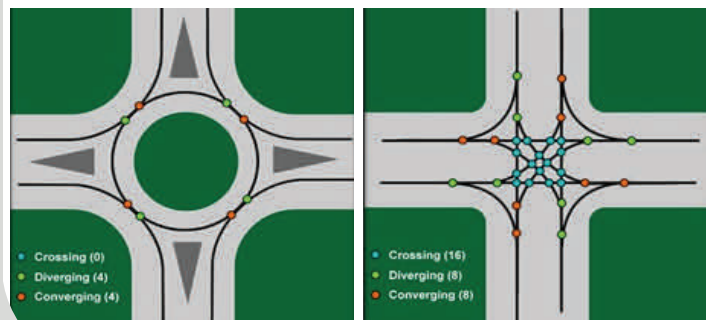 Crossing (0)
Diverging (4)
Converging (4)
Crossing (16)
Diverging (8)
Converging (8)